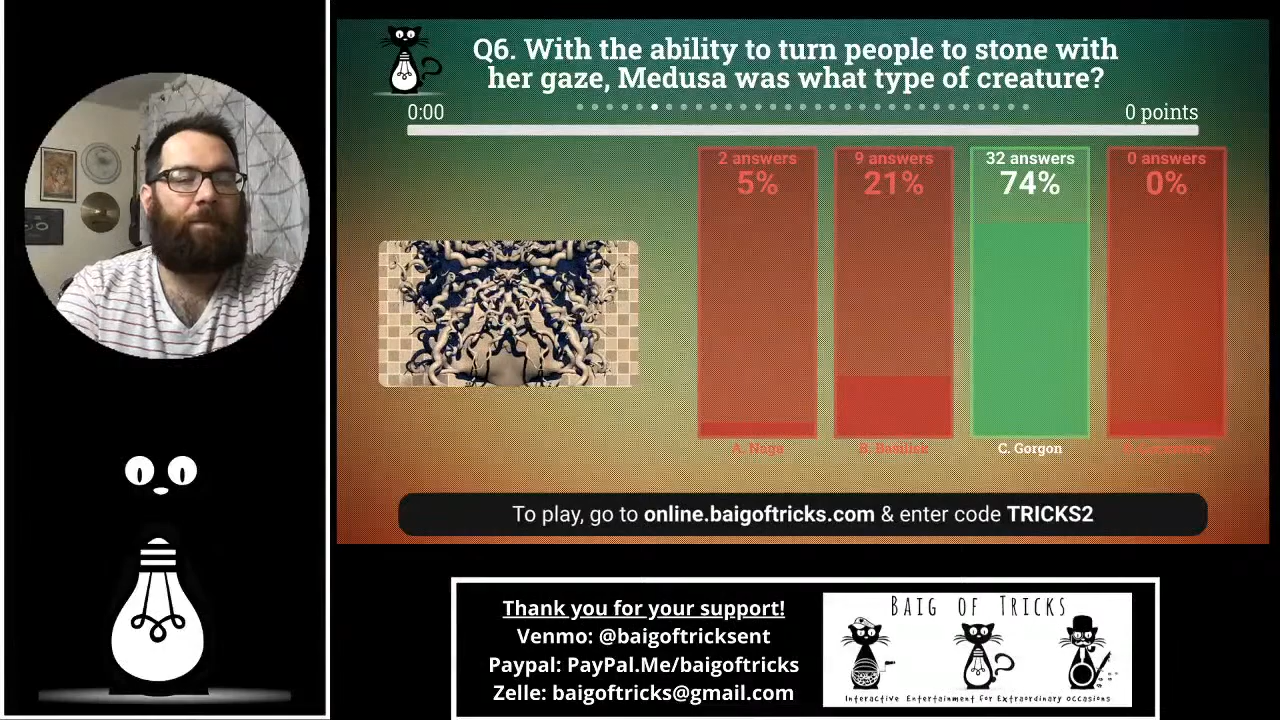 Q6. With the ability to turn people to stone with
her gaze, Medusa was what type of creature?
0:00
0 points
2 answers
5%
9 answers
21%
32 answers
74%
0 answers
0%
A. Naga
B. Basilisk
C. Gorgon
To play, go to online.baigoftricks.com & enter code TRICKS2
Thank you for your support!
Venmo: @baigoftricksent
Paypal: PayPal.Me/baigoftricks
Zelle: baigoftricks@gmail.com
BAIG OF TRICKS
Interactive Entertainment for Extraordinary Occasions